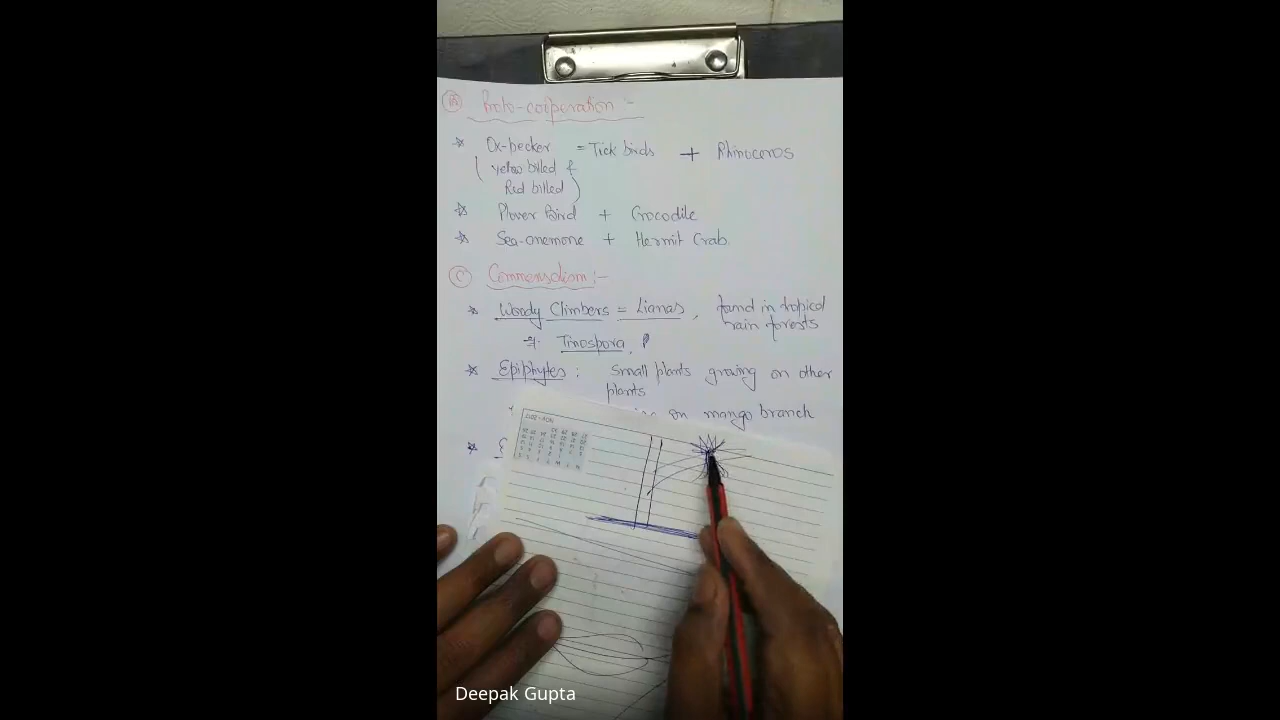 Proto-cooperation :-
☆ Ox-pecker = Tick birds + Rhinoceros
( yellow billed &
Red billed )
☆ Plover Bird + Crocodile
☆ Sea-anemone + Hermit Crab.
(C) Commensalism :-
* Woody Climbers = Lianas , found in tropical
rain forests
Tinospora, P
* Epiphytes : Small plants growing on other
plants
on mango branch
Deepak Gupta